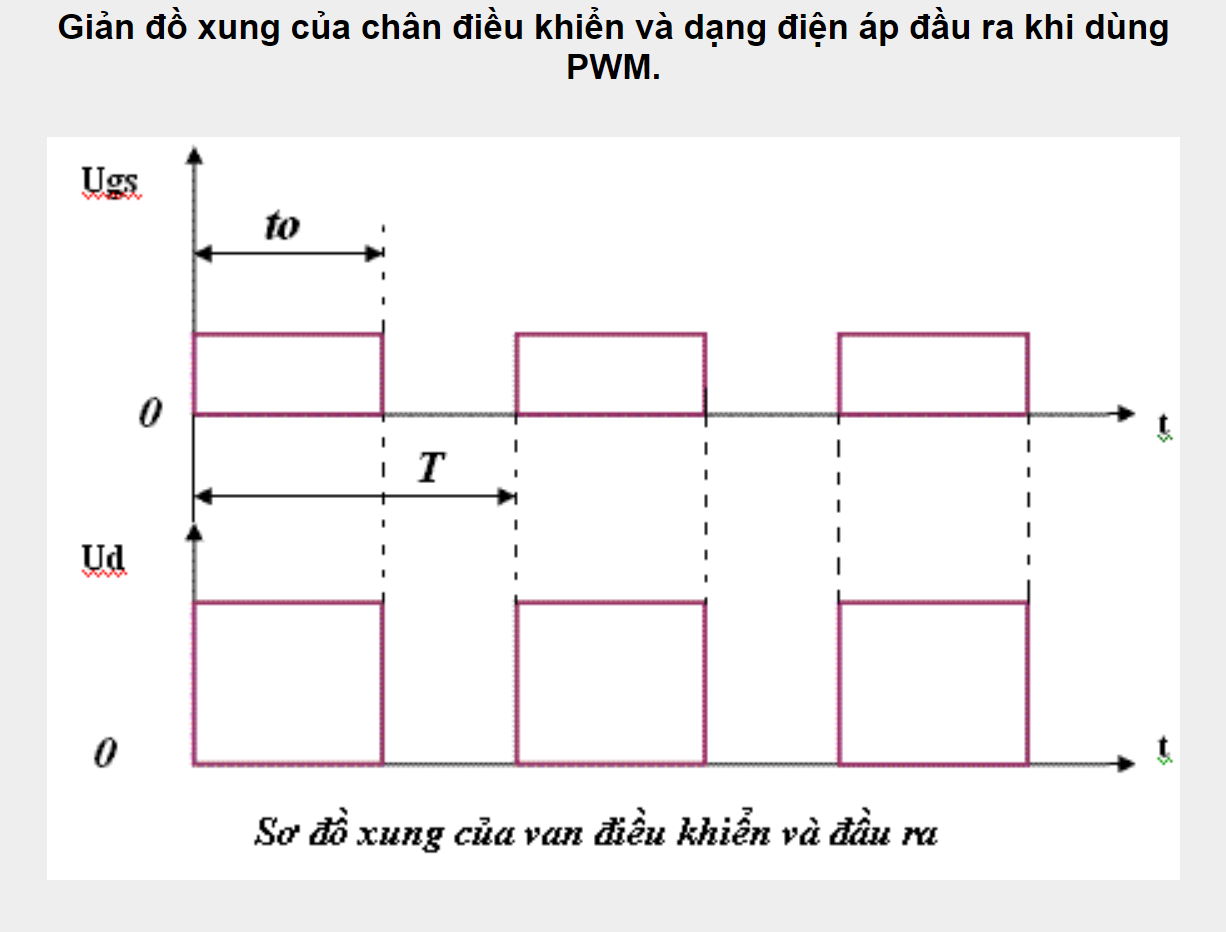 Giản đồ xung của chân điều khiển và dạng điện áp đầu ra khi dùng
PWM.
Ugs
to
0
t
T
Ud
0
t
Sơ đồ xung của van điều khiển và đầu ra